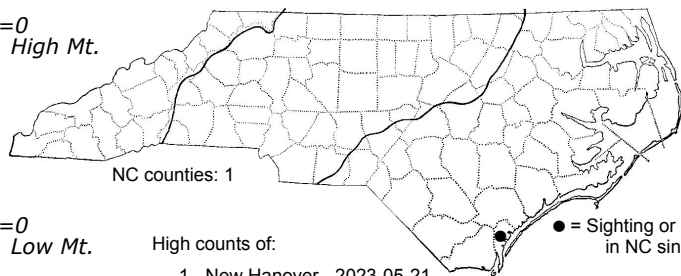 =0
High Mt.
NC counties: 1
=0
Low Mt.
High counts of:
● = Sighting or
in NC sin
1 - New Hanover - 2023-05-21